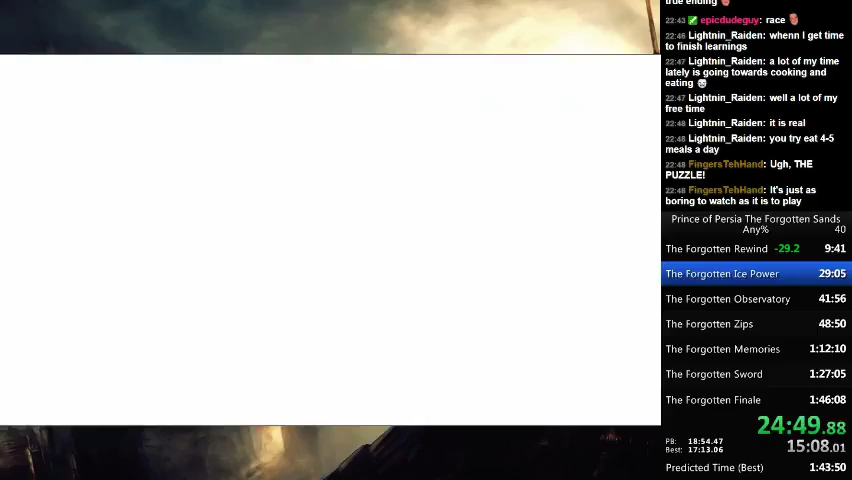 true ending
22:43 epicdudeguy: race
22:46 Lightnin_Raiden: whenn I get time
to finish learnings
22:47 Lightnin_Raiden: a lot of my time
lately is going towards cooking and
eating
22:47 Lightnin_Raiden: well a lot of my
free time
22:48 Lightnin_Raiden: it is real
22:48 Lightnin_Raiden: you try eat 4-5
meals a day
22:48 FingersTehHand: Ugh, THE
PUZZLE!
22:48 FingersTehHand: It's just as
boring to watch as it is to play
Prince of Persia The Forgotten Sands
Any% 40
The Forgotten Rewind -29.2 9:41
The Forgotten Ice Power 29:05
The Forgotten Observatory 41:56
The Forgotten Zips 48:50
The Forgotten Memories 1:12:10
The Forgotten Sword 1:27:05
The Forgotten Finale 1:46:08
24:49.88
PB: 18:54.47
Best: 17:13.06
15:08.01
Predicted Time (Best) 1:43:50